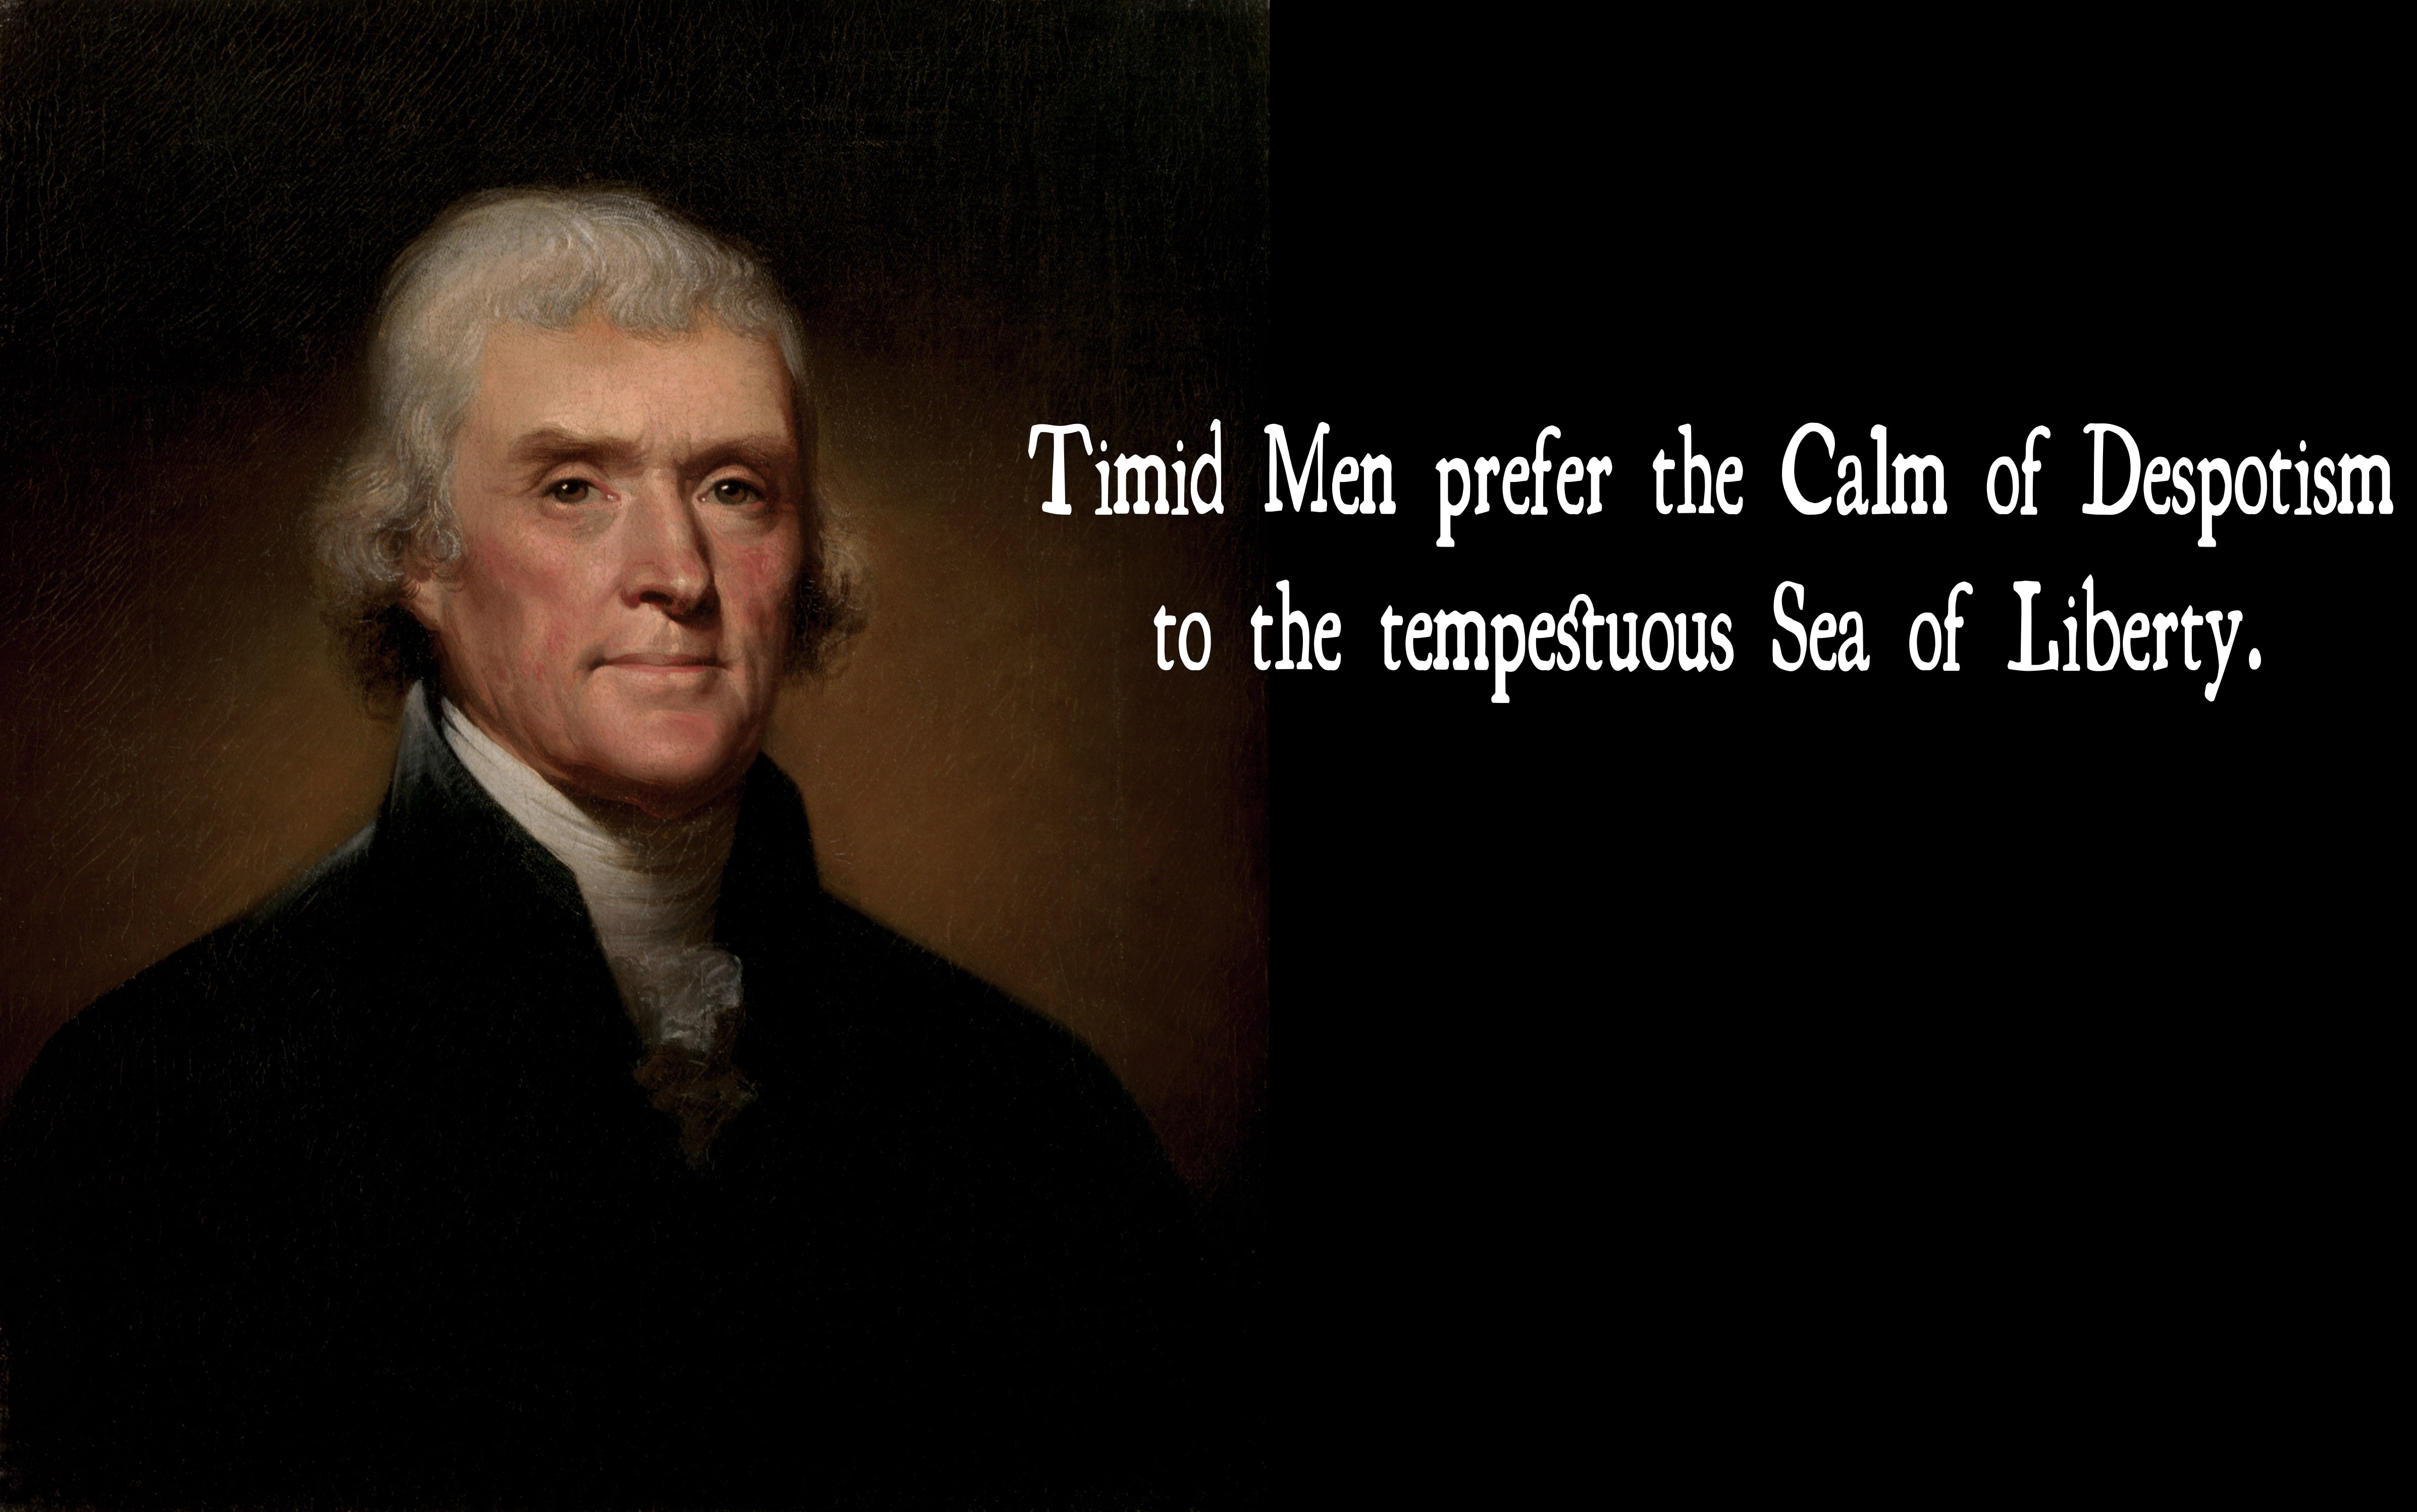 Timid Men prefer the Calm of Despotism
to the tempestuous Sea of Liberty.